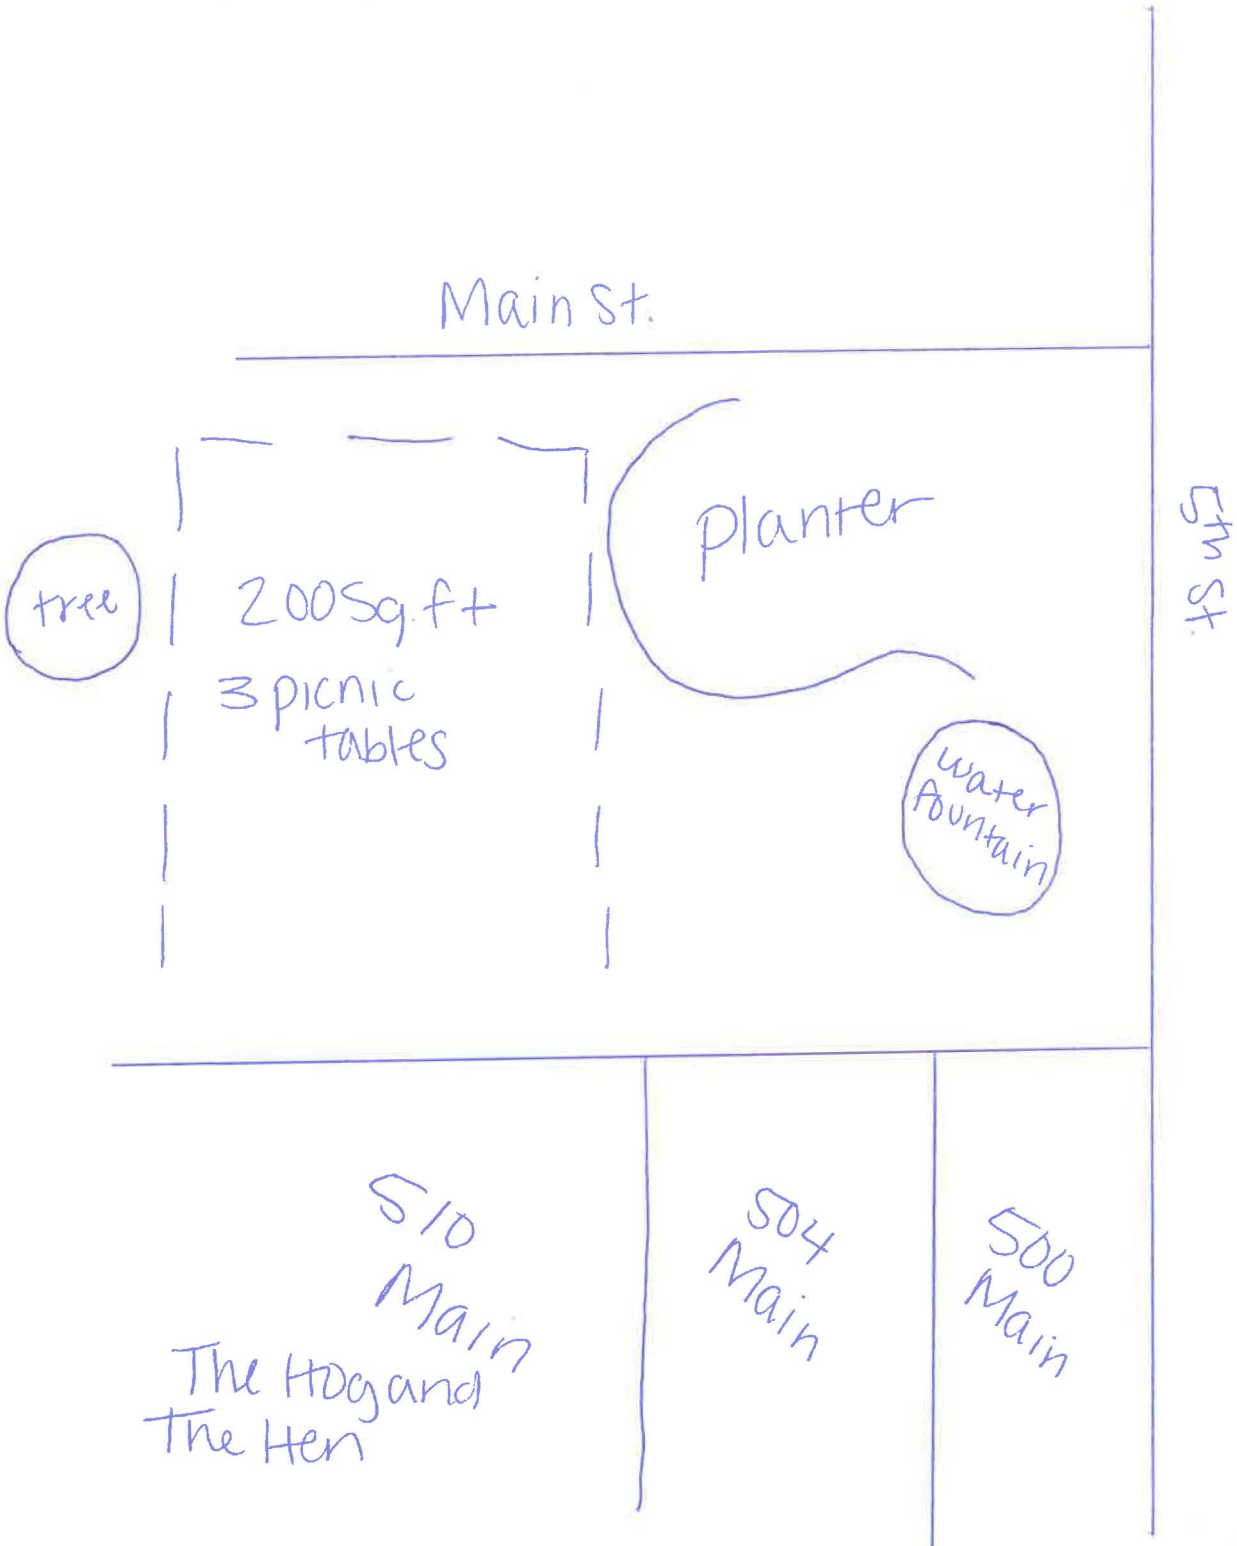 Main St.
Planter
5th St.
tree
200 Sq. ft
3 picnic
tables
water
fountain
510
Main
The Hog and
The Hen
504
Main
500
Main